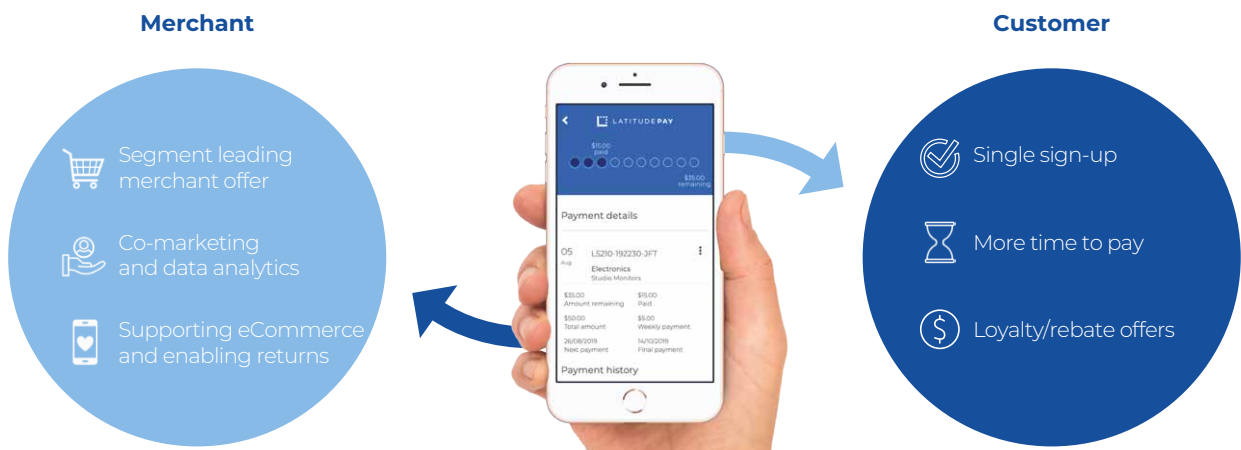 Merchant
Customer
Segment leading
merchant offer
Co-marketing
and data analytics
Supporting eCommerce
and enabling returns
LATITUDEPAY
$15.00
paid
$35.00
remaining
Payment details
05
Aug
L5210-192230-JFT
Electronics
Studio Monitors
$35.00
$15.00
Amount remaining
Paid
$50.00
$5.00
Total amount
Weekly payment
26/08/2019
14/10/2019
Next payment
Final payment
Payment history
Single sign-up
More time to pay
Loyalty/rebate offers